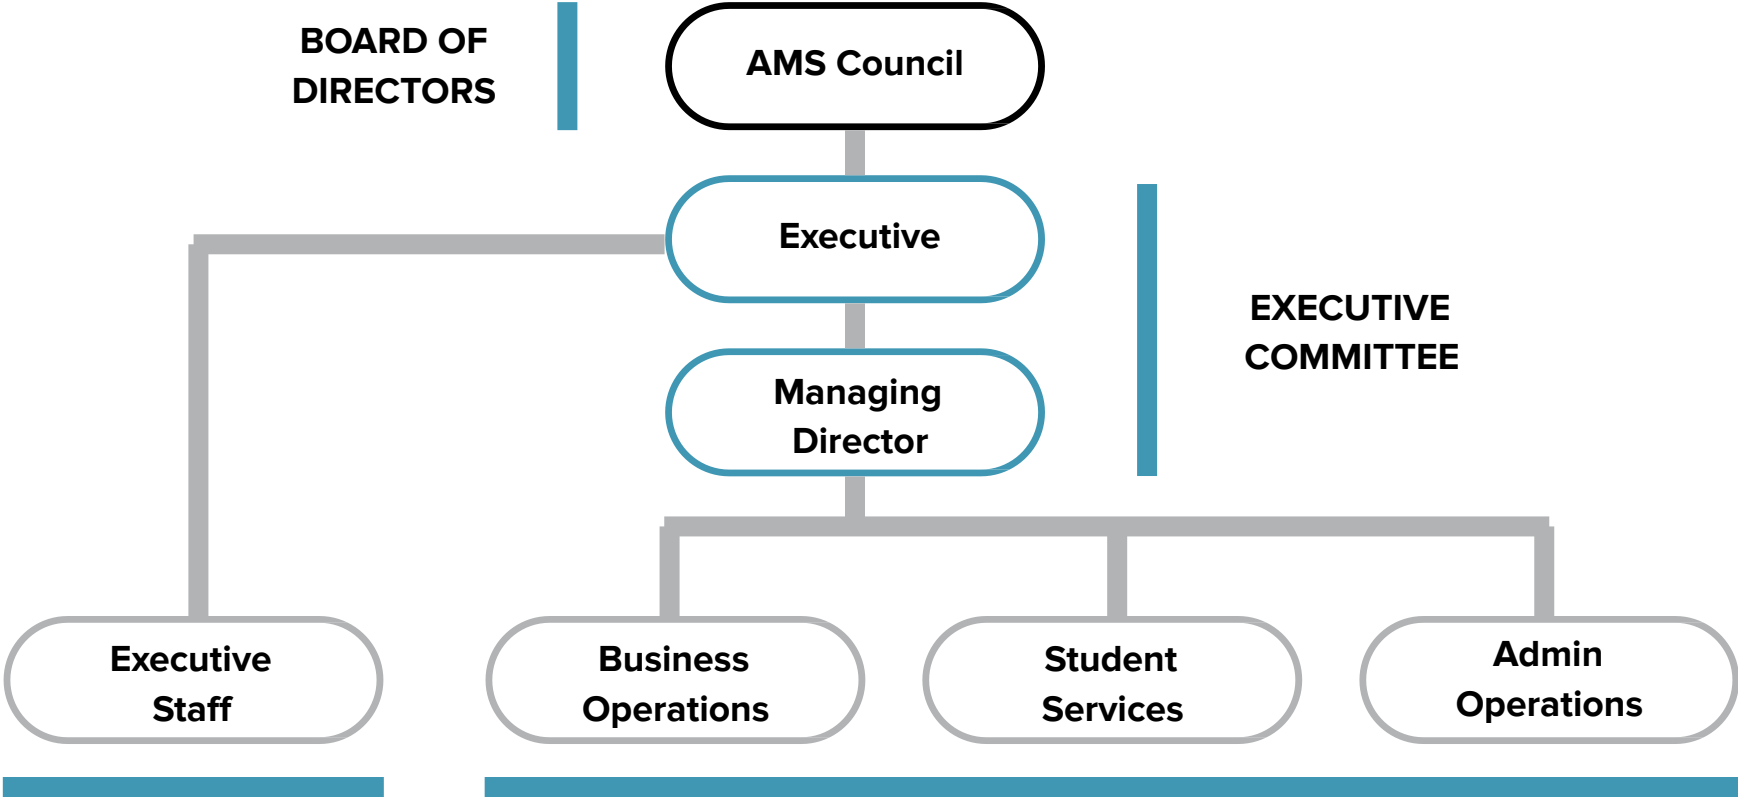 BOARD OF
DIRECTORS
AMS Council
Executive
EXECUTIVE
COMMITTEE
Managing
Director
Executive
Staff
Business
Operations
Student
Services
Admin
Operations